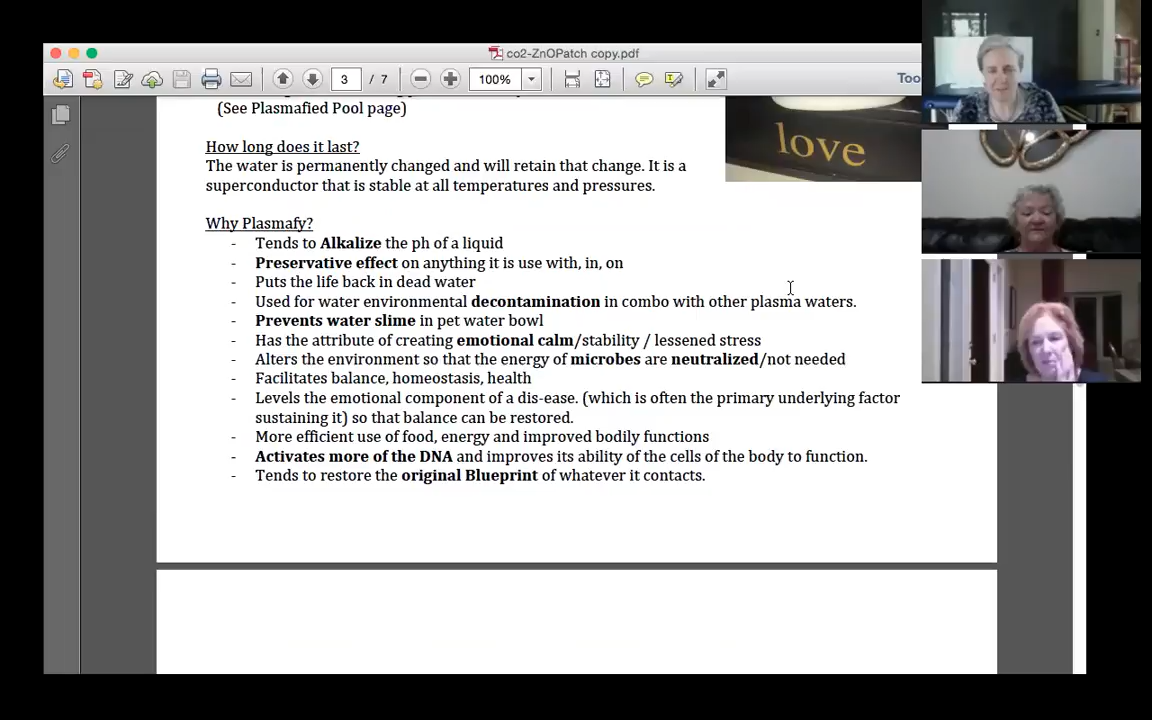 co2-ZnOPatch copy.pdf
3 / 7
100%
Too
(See Plasmafied Pool page)
love
How long does it last?
The water is permanently changed and will retain that change. It is a
superconductor that is stable at all temperatures and pressures.
Why Plasmafy?
- Tends to Alkalize the ph of a liquid
- Preservative effect on anything it is use with, in, on
- Puts the life back in dead water
- Used for water environmental decontamination in combo with other plasma waters.
- Prevents water slime in pet water bowl
- Has the attribute of creating emotional calm/stability / lessened stress
- Alters the environment so that the energy of microbes are neutralized/not needed
- Facilitates balance, homeostasis, health
- Levels the emotional component of a dis-ease. (which is often the primary underlying factor
sustaining it) so that balance can be restored.
- More efficient use of food, energy and improved bodily functions
- Activates more of the DNA and improves its ability of the cells of the body to function.
- Tends to restore the original Blueprint of whatever it contacts.